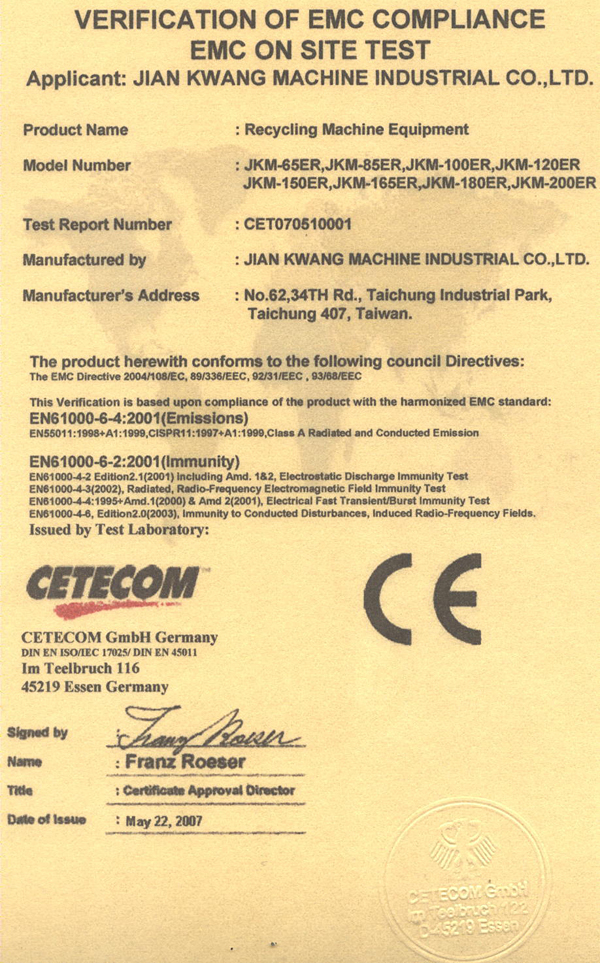 VERIFICATION OF EMC COMPLIANCE
EMC ON SITE TEST
Applicant: JIAN KWANG MACHINE INDUSTRIAL CO.,LTD.
Product Name : Recycling Machine Equipment
Model Number : JKM-65ER,JKM-85ER,JKM-100ER,JKM-120ER
JKM-150ER,JKM-165ER,JKM-180ER,JKM-200ER
Test Report Number : CET070510001
Manufactured by : JIAN KWANG MACHINE INDUSTRIAL CO.,LTD.
Manufacturer's Address : No.62,34TH Rd., Taichung Industrial Park,
Taichung 407, Taiwan.
The product herewith conforms to the following council Directives:
The EMC Directive 2004/108/EC, 89/336/EEC, 92/31/EEC , 93/68/EEC
This Verification is based upon compliance of the product with the harmonized EMC standard:
EN61000-6-4:2001(Emissions)
EN55011:1998+A1:1999,CISPR11:1997+A1:1999,Class A Radiated and Conducted Emission
EN61000-6-2:2001(Immunity)
EN61000-4-2 Edition2.1(2001) including Amd. 1&2, Electrostatic Discharge Immunity Test
EN61000-4-3(2002), Radiated, Radio-Frequency Electromagnetic Field Immunity Test
EN61000-4-4:1995+Amd.1(2000) & Amd 2(2001), Electrical Fast Transient/Burst Immunity Test
EN61000-4-6, Edition2.0(2003), Immunity to Conducted Disturbances, Induced Radio-Frequency Fields.
Issued by Test Laboratory:
CETECOM
CE
CETECOM GmbH Germany
DIN EN ISO/IEC 17025/ DIN EN 45011
Im Teelbruch 116
45219 Essen Germany
Signed by : Franz Roeser
Name : Franz Roeser
Title : Certificate Approval Director
Date of Issue : May 22, 2007
CETECOM GmbH
Im Teelbruch 122
D-45219 Essen